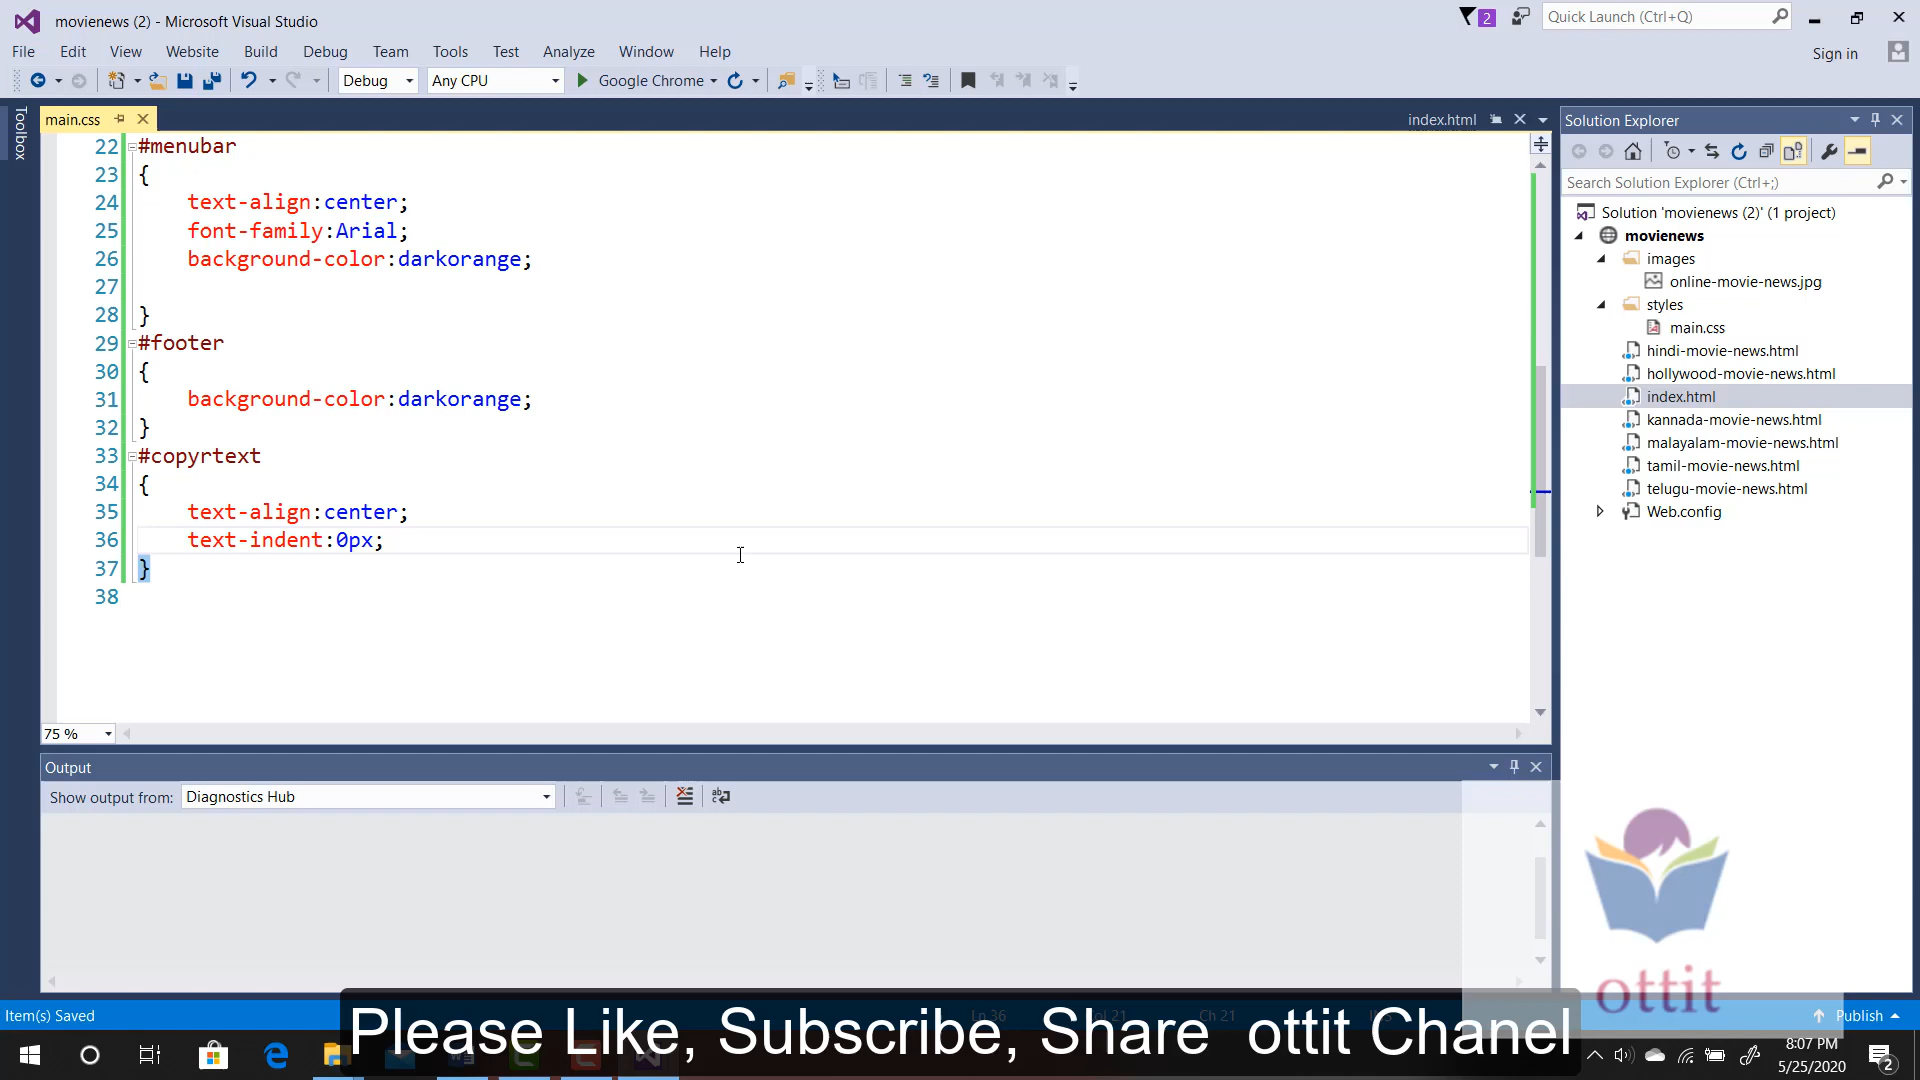 movienews (2) - Microsoft Visual Studio
2
Quick Launch (Ctrl+Q)
File Edit View Website Build Debug Team Tools Test Analyze Window Help
Sign in
Debug Any CPU Google Chrome
Toolbox
main.css
index.html
22 #menubar
23 {
24 text-align:center;
25 font-family:Arial;
26 background-color:darkorange;
27
28 }
29 #footer
30 {
31 background-color:darkorange;
32 }
33 #copyrtext
34 {
35 text-align:center;
36 text-indent:0px;
37 }
38
75 %
Solution Explorer
Search Solution Explorer (Ctrl+;)
Solution 'movienews (2)' (1 project)
movienews
images
online-movie-news.jpg
styles
main.css
hindi-movie-news.html
hollywood-movie-news.html
index.html
kannada-movie-news.html
malayalam-movie-news.html
tamil-movie-news.html
telugu-movie-news.html
Web.config
Output
Show output from: Diagnostics Hub
ottit
Item(s) Saved
Ln 36
Ch 21
Publish
Please Like, Subscribe, Share ottit Chanel
8:07 PM
5/25/2020
2